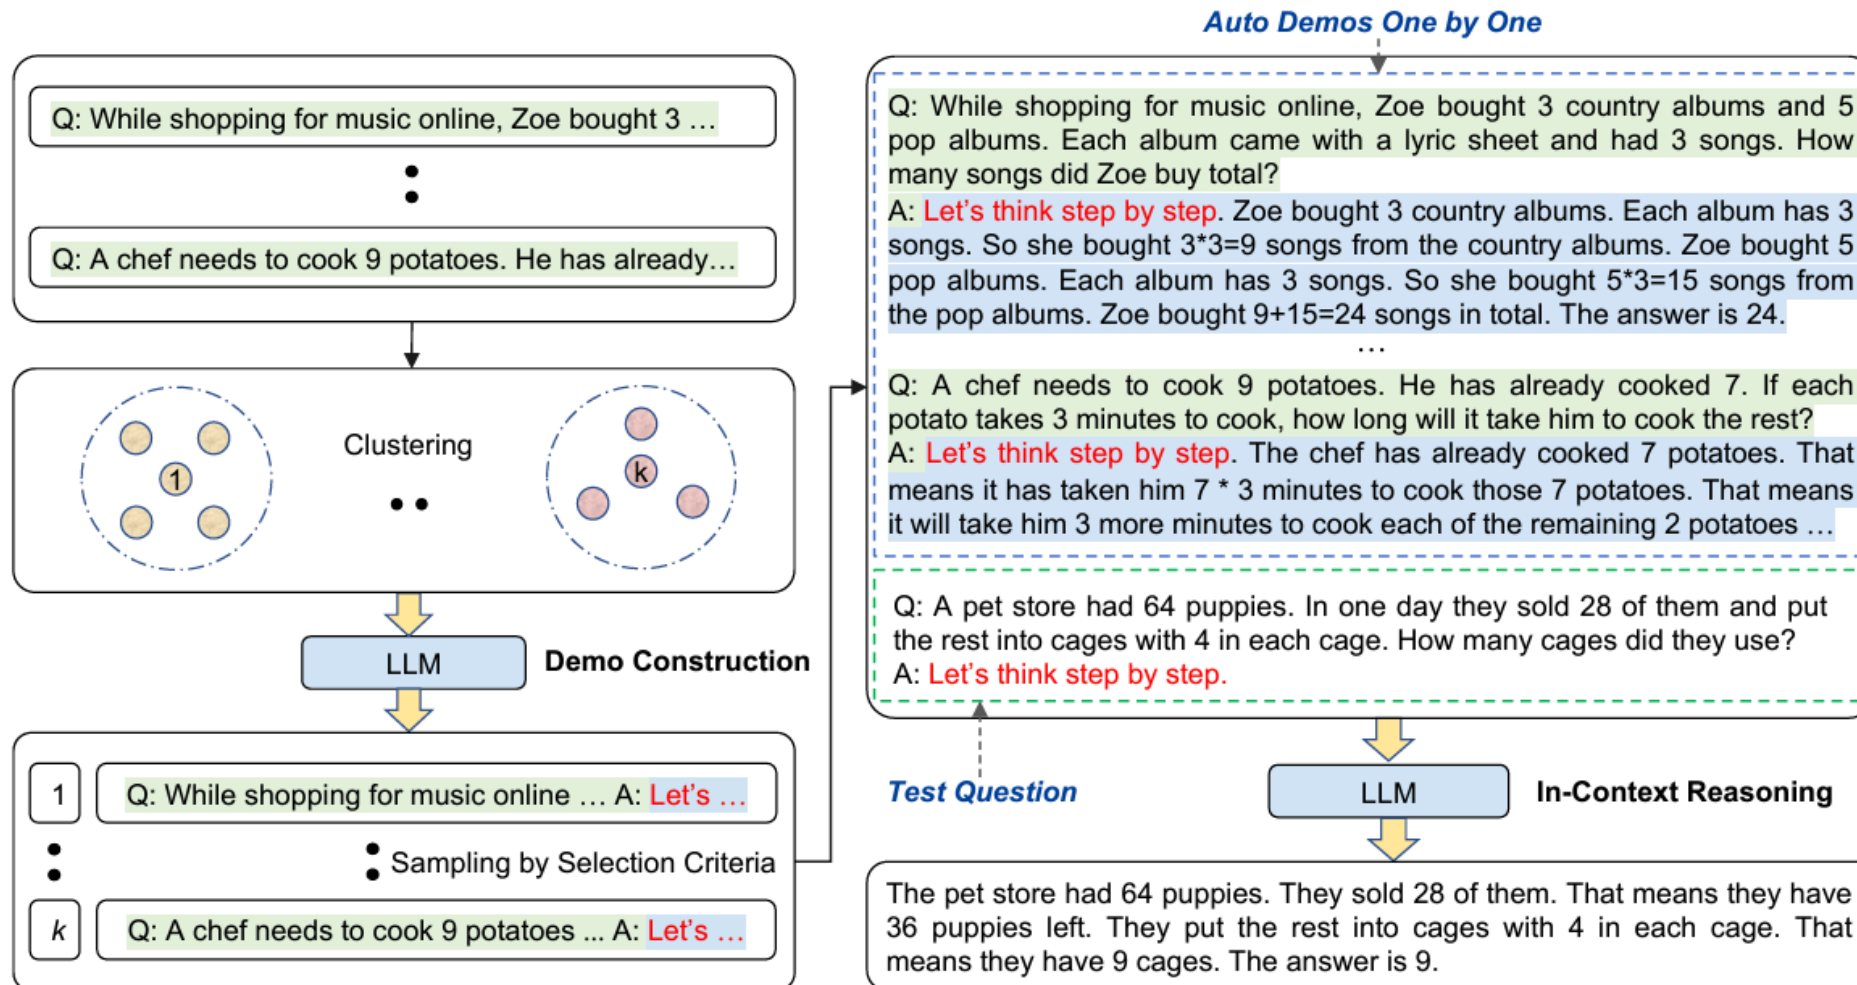 Q: While shopping for music online, Zoe bought 3 …
Q: A chef needs to cook 9 potatoes. He has already…
1
Clustering
k
LLM
Demo Construction
1
Q: While shopping for music online … A: Let's …
Sampling by Selection Criteria
k
Q: A chef needs to cook 9 potatoes ... A: Let's …
Auto Demos One by One
Q: While shopping for music online, Zoe bought 3 country albums and 5
pop albums. Each album came with a lyric sheet and had 3 songs. How
many songs did Zoe buy total?
A: Let's think step by step. Zoe bought 3 country albums. Each album has 3
songs. So she bought 3*3=9 songs from the country albums. Zoe bought 5
pop albums. Each album has 3 songs. So she bought 5*3=15 songs from
the pop albums. Zoe bought 9+15=24 songs in total. The answer is 24.
…
Q: A chef needs to cook 9 potatoes. He has already cooked 7. If each
potato takes 3 minutes to cook, how long will it take him to cook the rest?
A: Let's think step by step. The chef has already cooked 7 potatoes. That
means it has taken him 7 * 3 minutes to cook those 7 potatoes. That means
it will take him 3 more minutes to cook each of the remaining 2 potatoes …
Q: A pet store had 64 puppies. In one day they sold 28 of them and put
the rest into cages with 4 in each cage. How many cages did they use?
A: Let's think step by step.
Test Question
LLM
In-Context Reasoning
The pet store had 64 puppies. They sold 28 of them. That means they have
36 puppies left. They put the rest into cages with 4 in each cage. That
means they have 9 cages. The answer is 9.